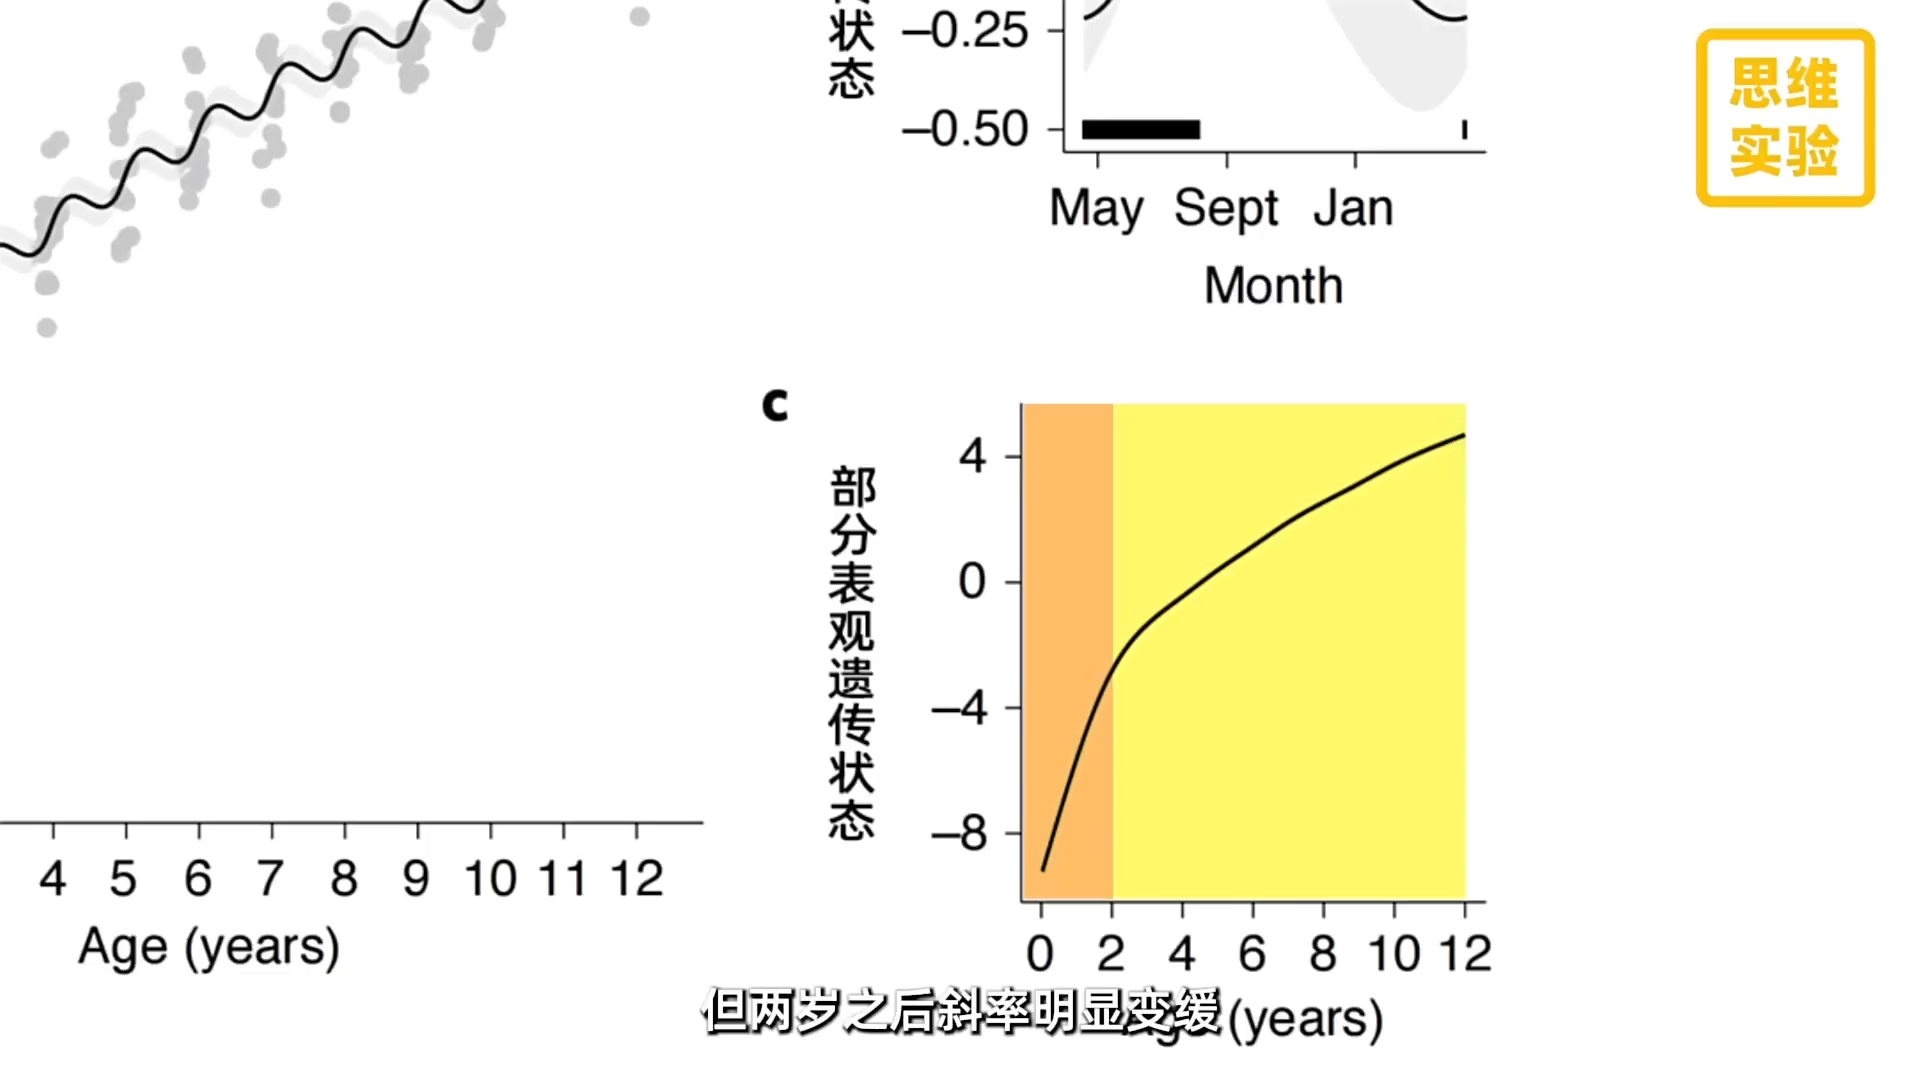 状态
−0.25
−0.50
May Sept Jan
Month
思维
实验
c
部分表观遗传状态
4
0
−4
−8
0 2 4 6 8 10 12
Age (years)
4 5 6 7 8 9 10 11 12
Age (years)
但两岁之后斜率明显变缓